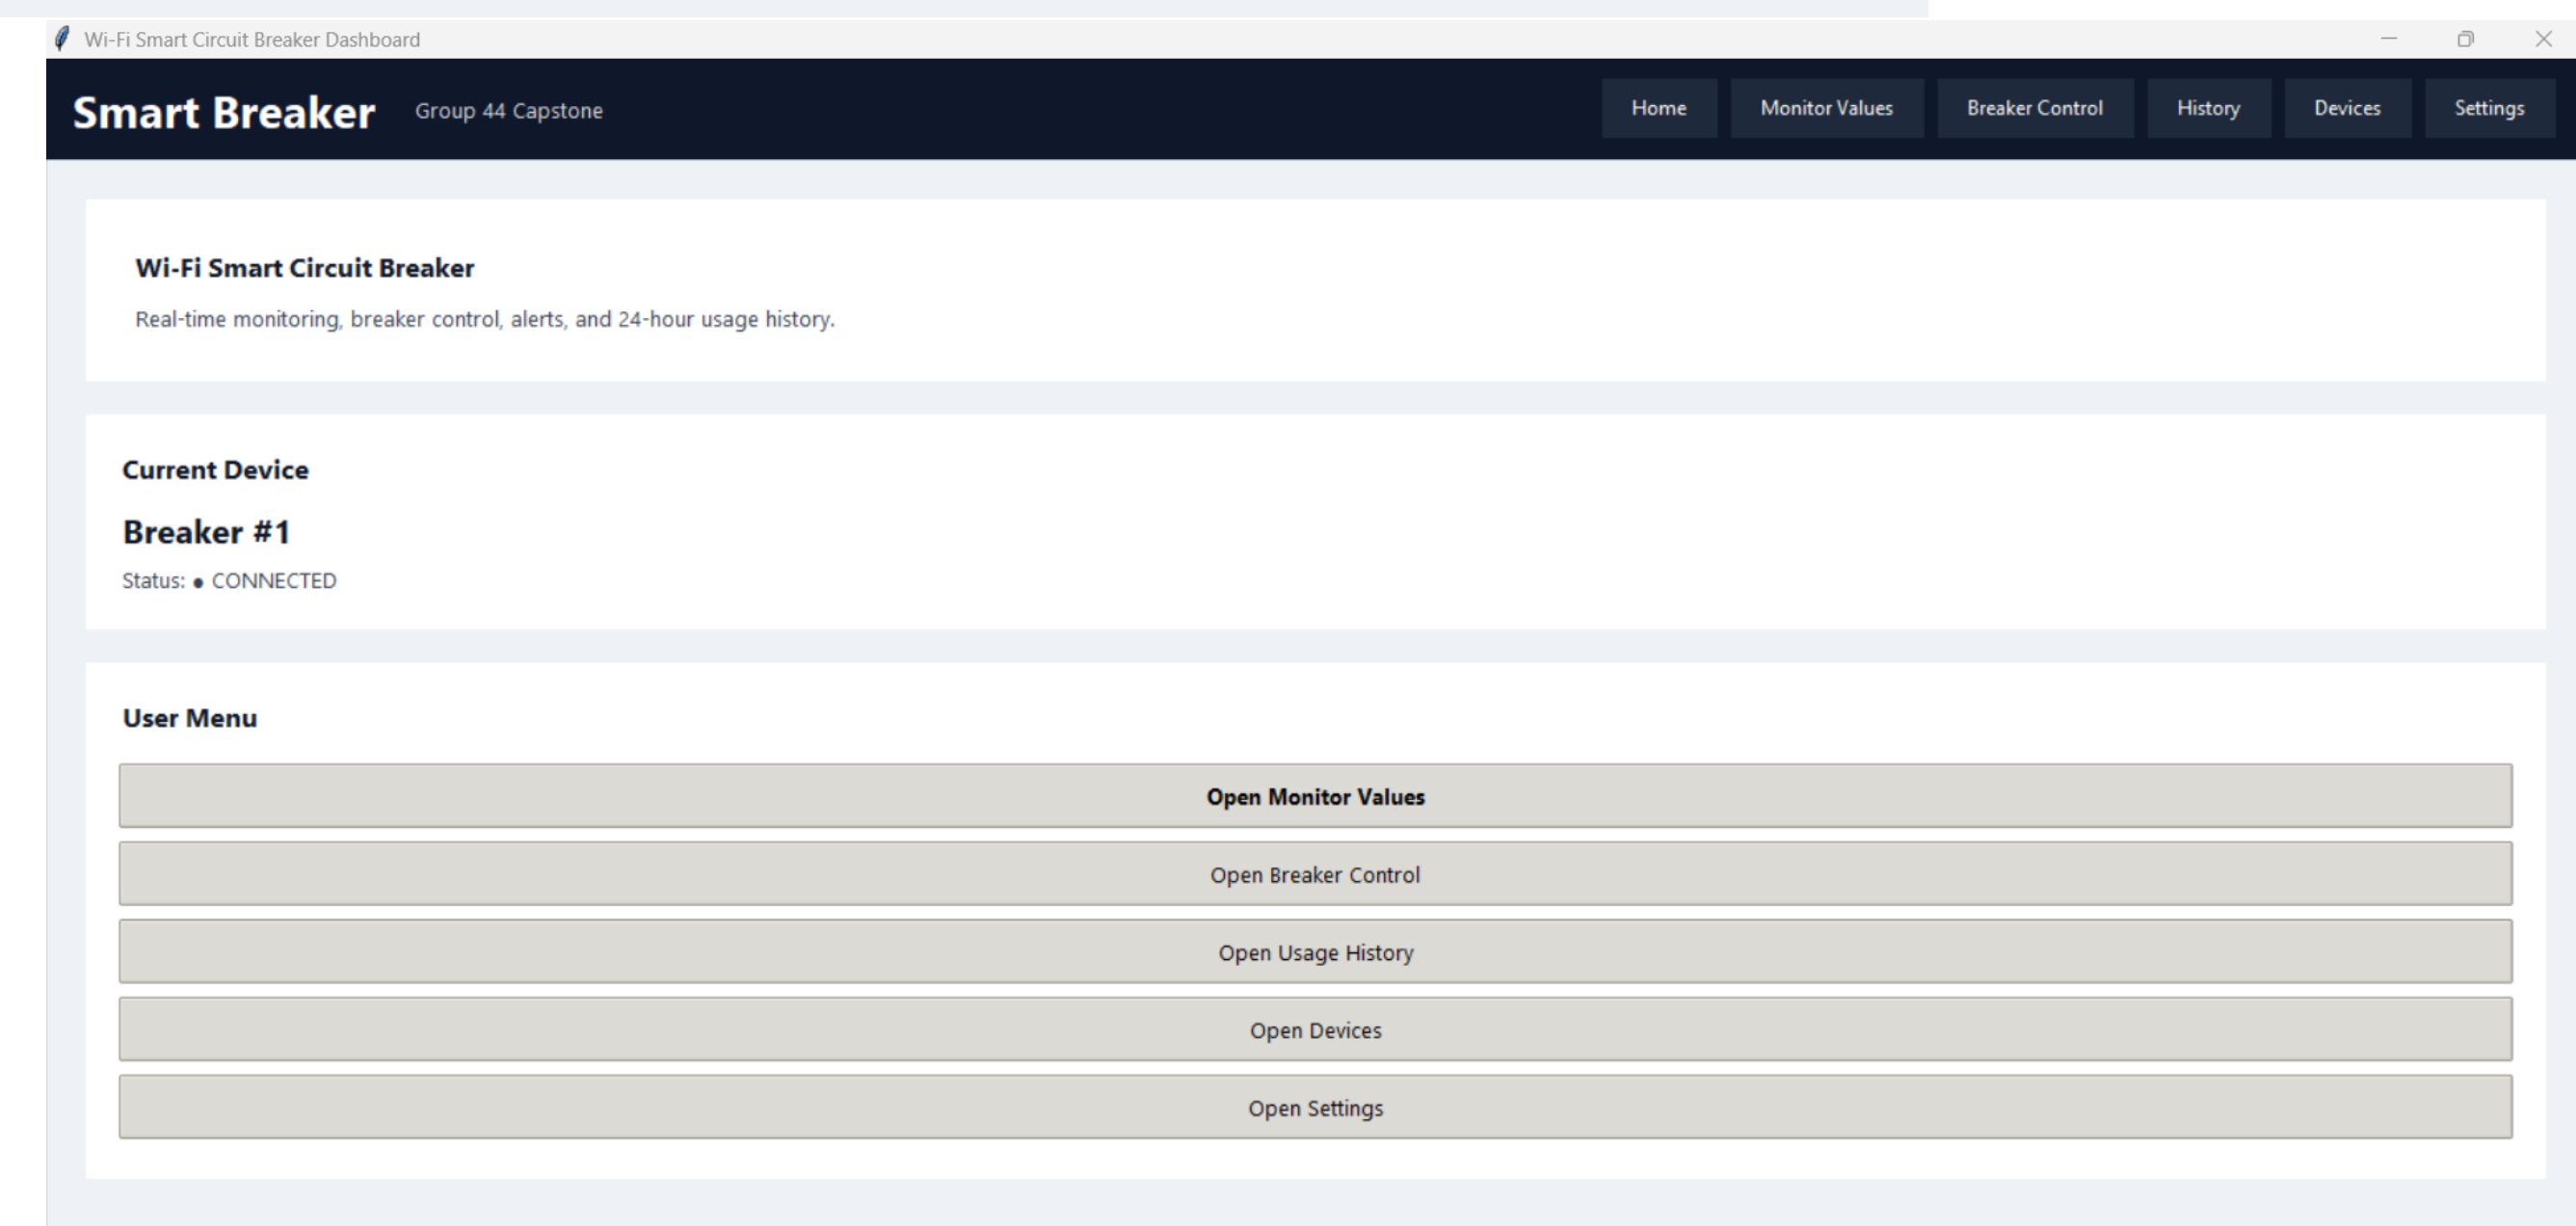 Wi-Fi Smart Circuit Breaker Dashboard
Smart Breaker Group 44 Capstone Home Monitor Values Breaker Control History Devices Settings
Wi-Fi Smart Circuit Breaker
Real-time monitoring, breaker control, alerts, and 24-hour usage history.
Current Device
Breaker #1
Status: ● CONNECTED
User Menu
Open Monitor Values
Open Breaker Control
Open Usage History
Open Devices
Open Settings